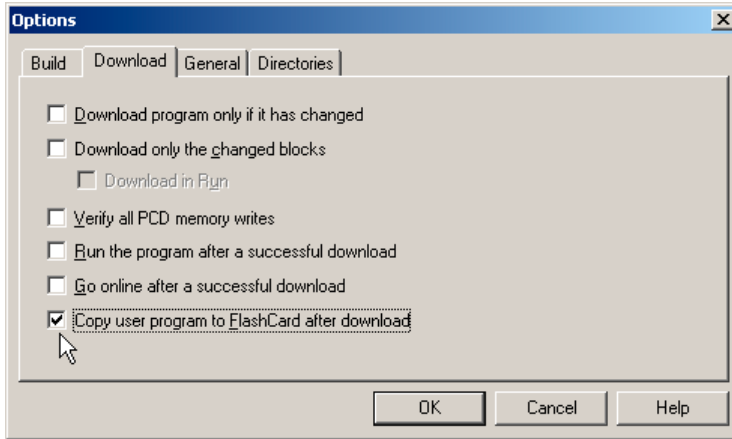 Options
Build Download General Directories
Download program only if it has changed
Download only the changed blocks
Download in Run
Verify all PCD memory writes
Run the program after a successful download
Go online after a successful download
Copy user program to FlashCard after download
OK Cancel Help